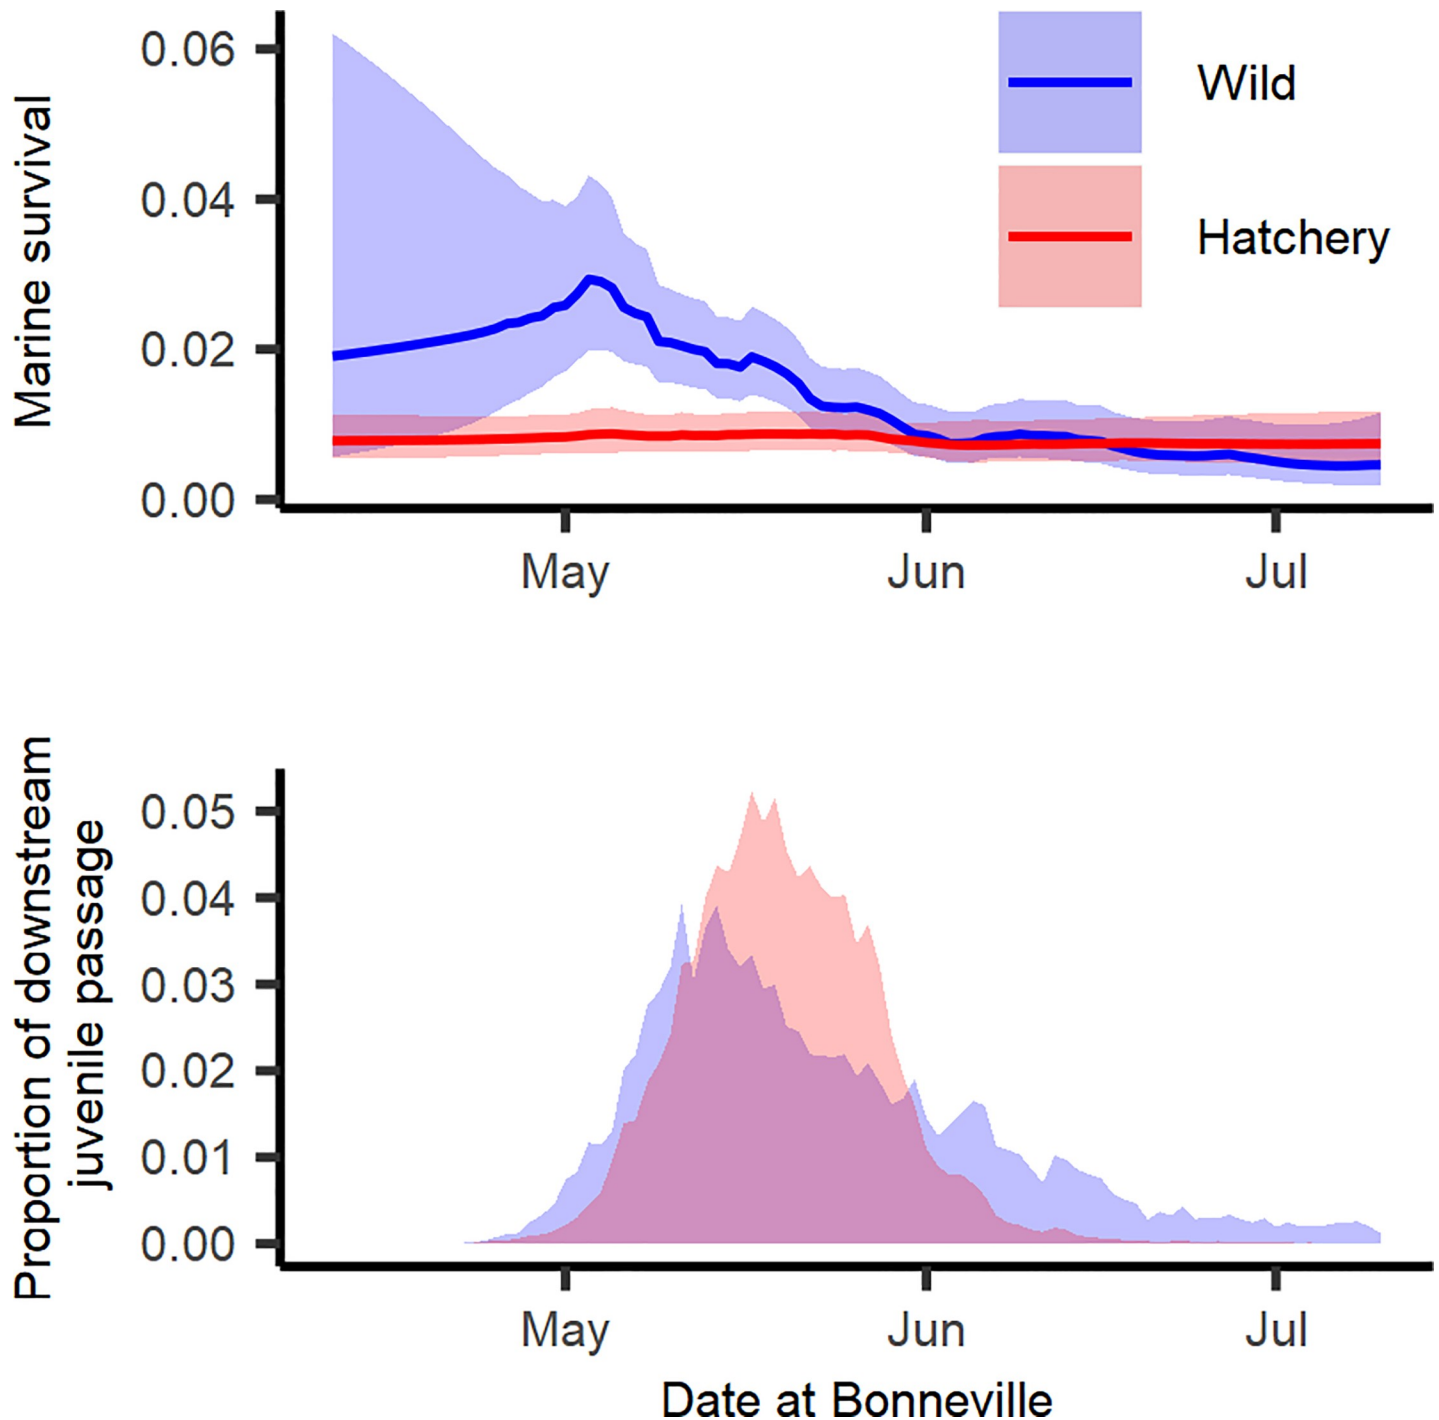 Marine survival
0.06
0.04
0.02
0.00
Wild
Hatchery
May Jun Jul
Proportion of downstream
juvenile passage
0.05
0.04
0.03
0.02
0.01
0.00
May Jun Jul
Date at Bonneville